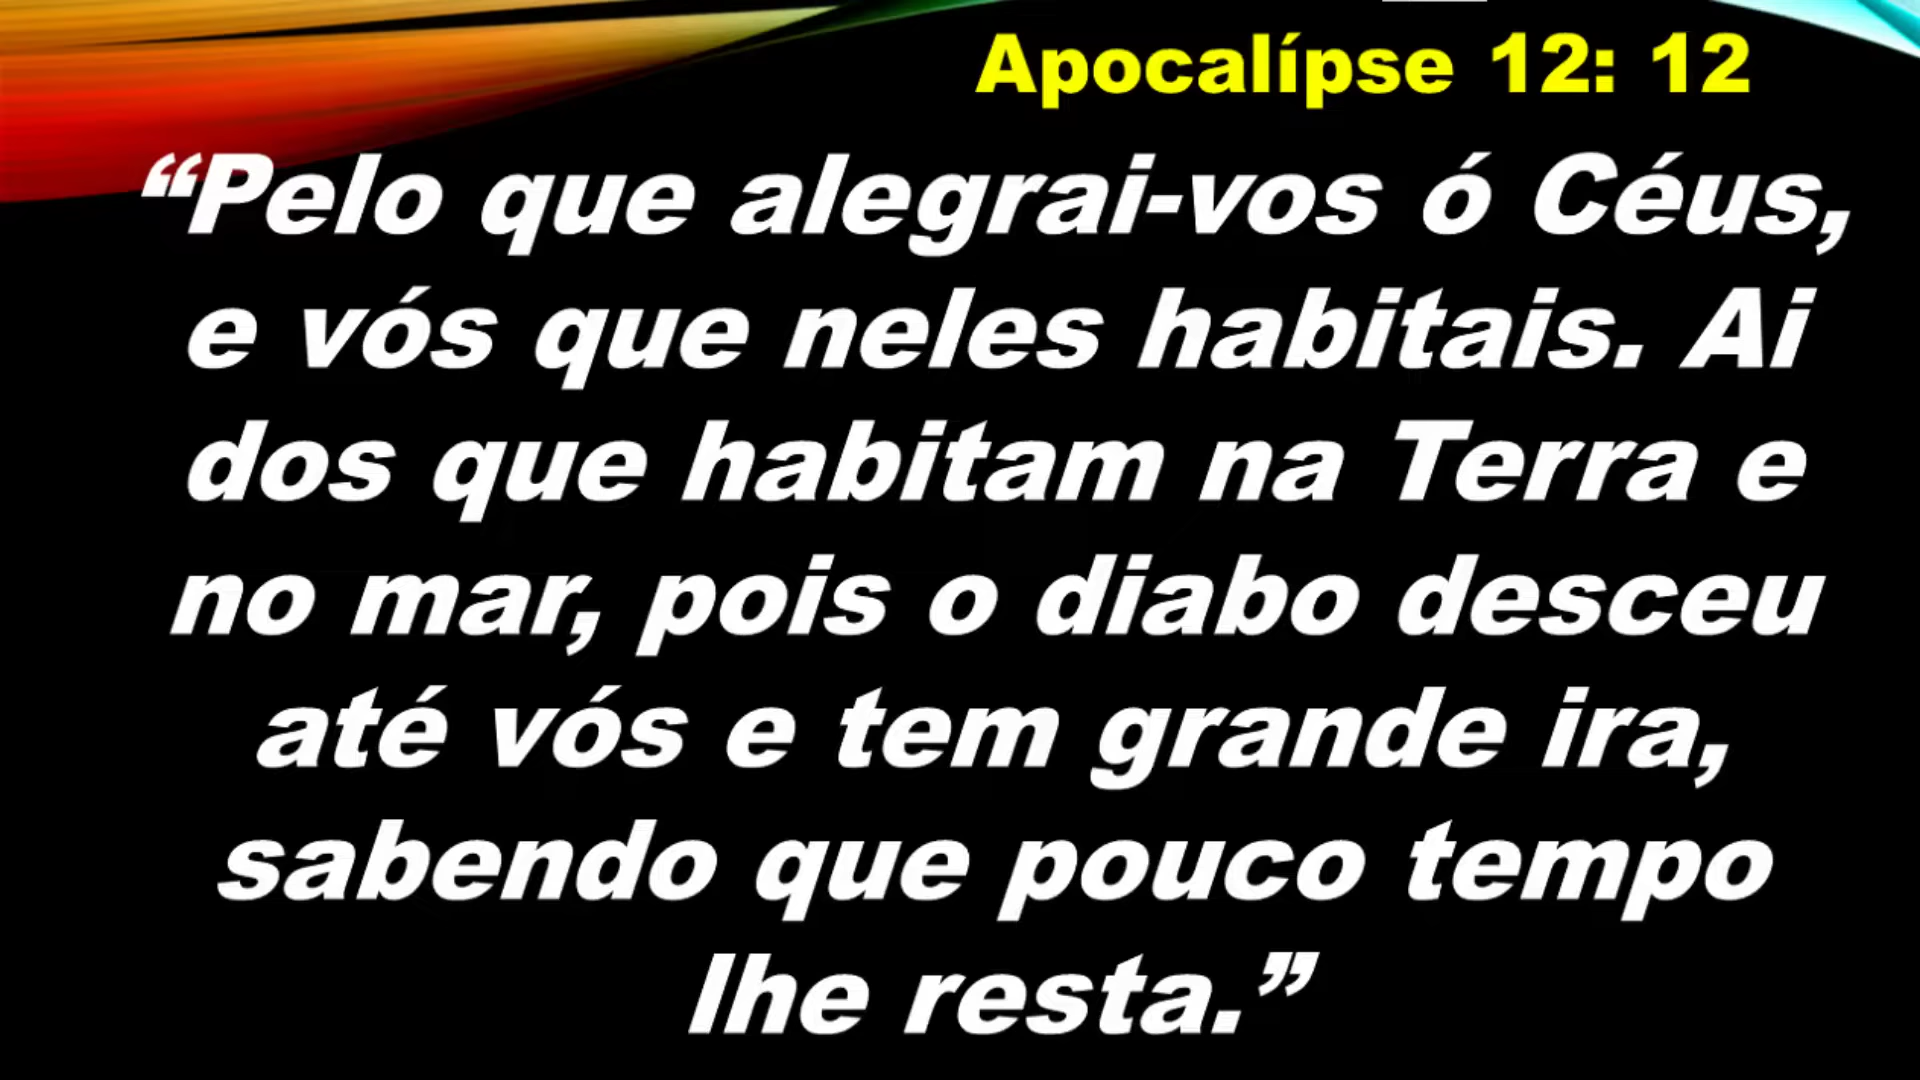 Apocalípse 12: 12
“Pelo que alegrai-vos ó Céus,
e vós que neles habitais. Ai
dos que habitam na Terra e
no mar, pois o diabo desceu
até vós e tem grande ira,
sabendo que pouco tempo
lhe resta.”